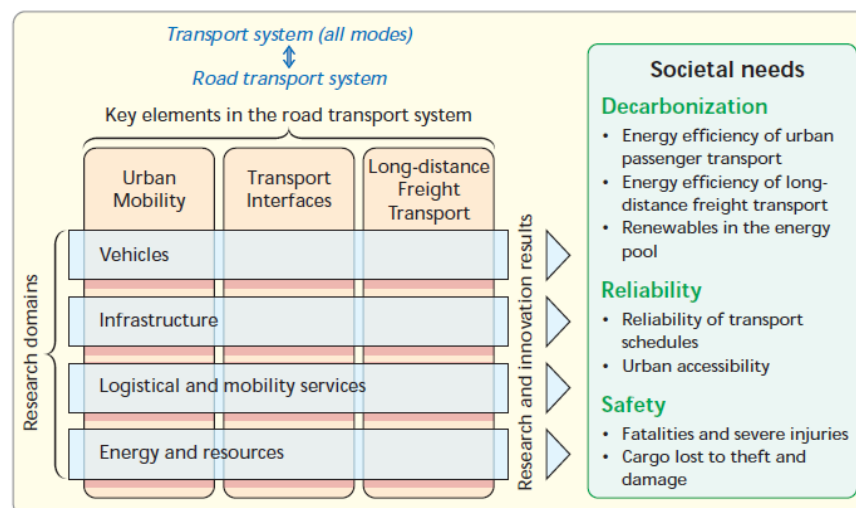 Transport system (all modes)
Road transport system
Key elements in the road transport system
Urban
Mobility
Transport
Interfaces
Long-distance
Freight
Transport
Research domains
Vehicles
Infrastructure
Logistical and mobility services
Energy and resources
Research and innovation results
Societal needs
Decarbonization
• Energy efficiency of urban
passenger transport
• Energy efficiency of long-
distance freight transport
• Renewables in the energy
pool
Reliability
• Reliability of transport
schedules
• Urban accessibility
Safety
• Fatalities and severe injuries
• Cargo lost to theft and
damage